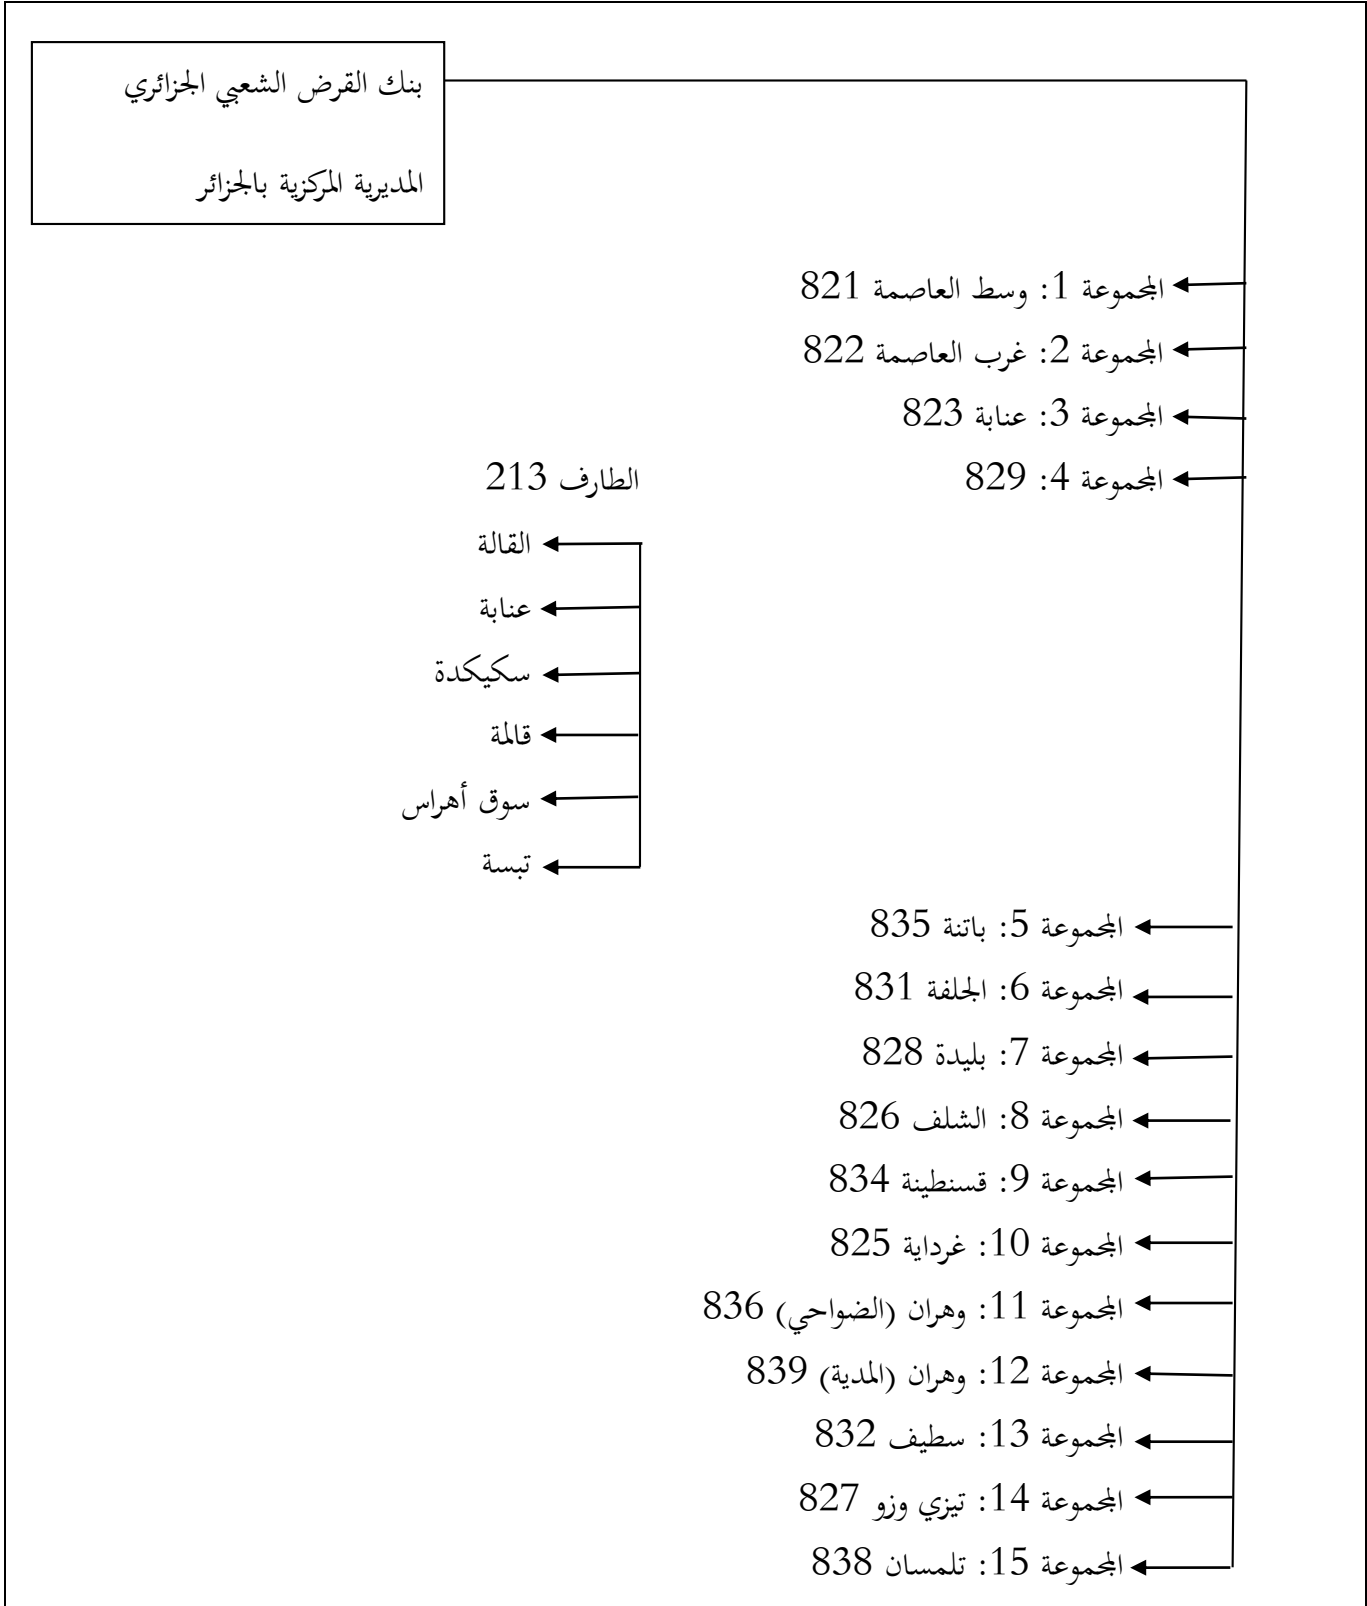 بنك القرض الشعبي الجزائري
المديرية المركزية بالجزائر
المجموعة 1: وسط العاصمة 821
المجموعة 2: غرب العاصمة 822
المجموعة 3: عنابة 823
المجموعة 4: 829
الطارف 213
القالة
عنابة
سكيكدة
قالمة
سوق أهراس
تبسة
المجموعة 5: باتنة 835
المجموعة 6: الجلفة 831
المجموعة 7: بليدة 828
المجموعة 8: الشلف 826
المجموعة 9: قسنطينة 834
المجموعة 10: غرداية 825
المجموعة 11: وهران (الضواحي) 836
المجموعة 12: وهران (المدية) 839
المجموعة 13: سطيف 832
المجموعة 14: تيزي وزو 827
المجموعة 15: تلمسان 838